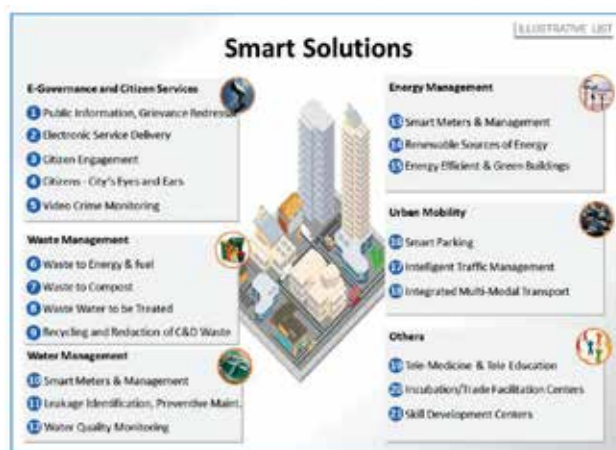 ILLUSTRATIVE LIST
Smart Solutions
E-Governance and Citizen Services
1 Public Information, Grievance Redressal
2 Electronic Service Delivery
3 Citizen Engagement
4 Citizens - City's Eyes and Ears
5 Video Crime Monitoring
Waste Management
6 Waste to Energy & fuel
7 Waste to Compost
8 Waste Water to be Treated
9 Recycling and Reduction of C&D Waste
Water Management
10 Smart Meters & Management
11 Leakage Identification, Preventive Maint.
12 Water Quality Monitoring
Energy Management
13 Smart Meters & Management
14 Renewable Sources of Energy
15 Energy Efficient & Green Buildings
Urban Mobility
16 Smart Parking
17 Intelligent Traffic Management
18 Integrated Multi-Modal Transport
Others
19 Tele-Medicine & Tele Education
20 Incubation/Trade Facilitation Centers
21 Skill Development Centers